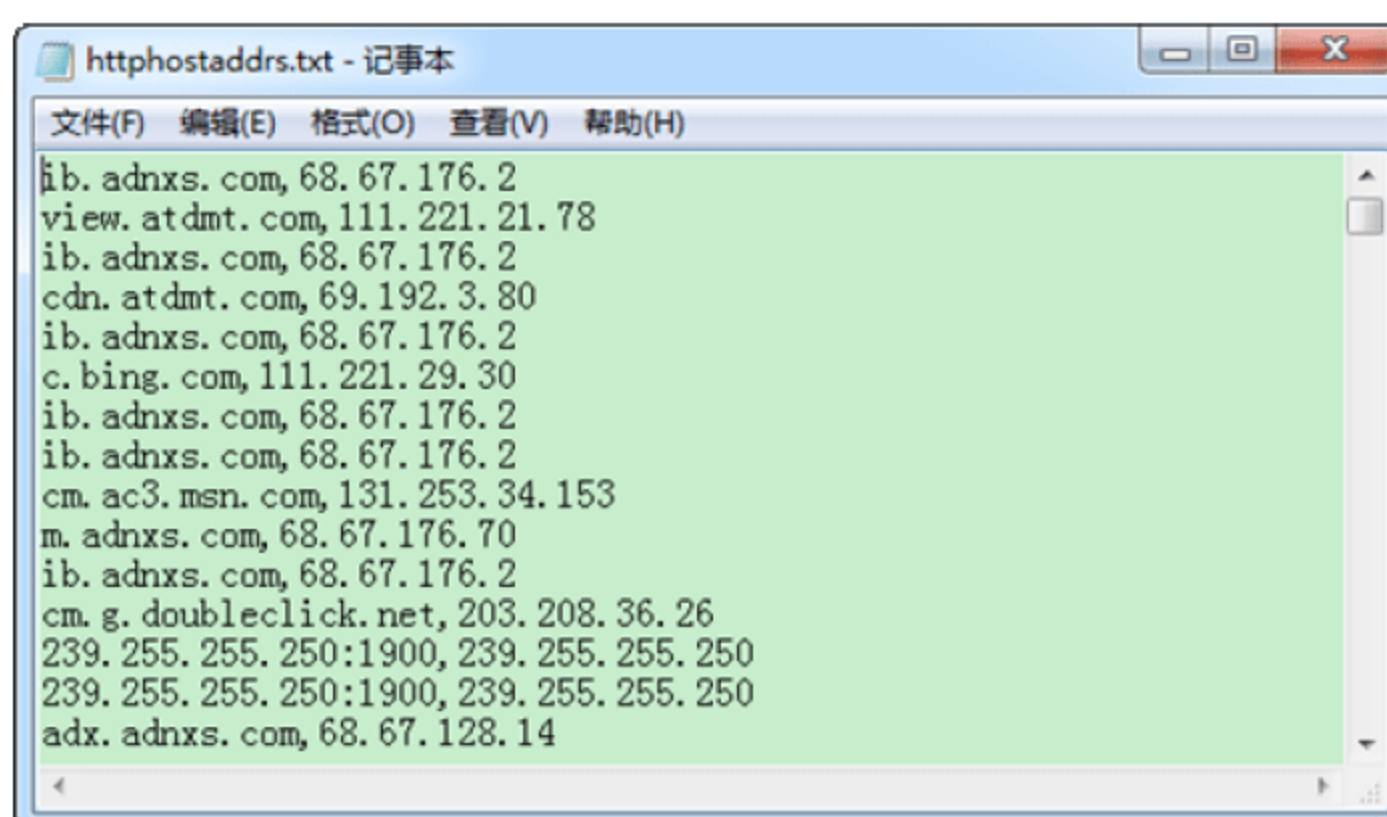 httphostaddrs.txt - 记事本
文件(F) 编辑(E) 格式(O) 查看(V) 帮助(H)
ib.adnxs.com,68.67.176.2
view.atdmt.com,111.221.21.78
ib.adnxs.com,68.67.176.2
cdn.atdmt.com,69.192.3.80
ib.adnxs.com,68.67.176.2
c.bing.com,111.221.29.30
ib.adnxs.com,68.67.176.2
ib.adnxs.com,68.67.176.2
cm.ac3.msn.com,131.253.34.153
m.adnxs.com,68.67.176.70
ib.adnxs.com,68.67.176.2
cm.g.doubleclick.net,203.208.36.26
239.255.255.250:1900,239.255.255.250
239.255.255.250:1900,239.255.255.250
adx.adnxs.com,68.67.128.14